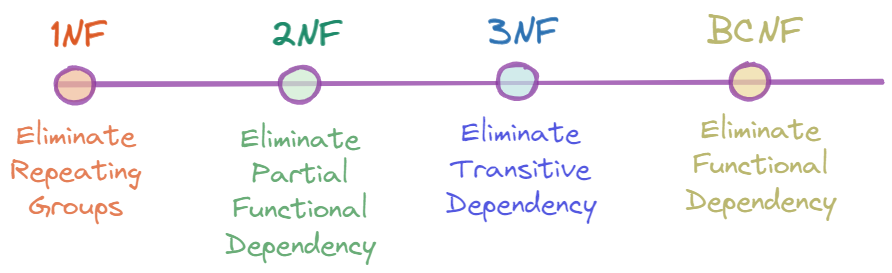 1NF
Eliminate
Repeating
Groups
2NF
Eliminate
Partial
Functional
Dependency
3NF
Eliminate
Transitive
Dependency
BCNF
Eliminate
Functional
Dependency